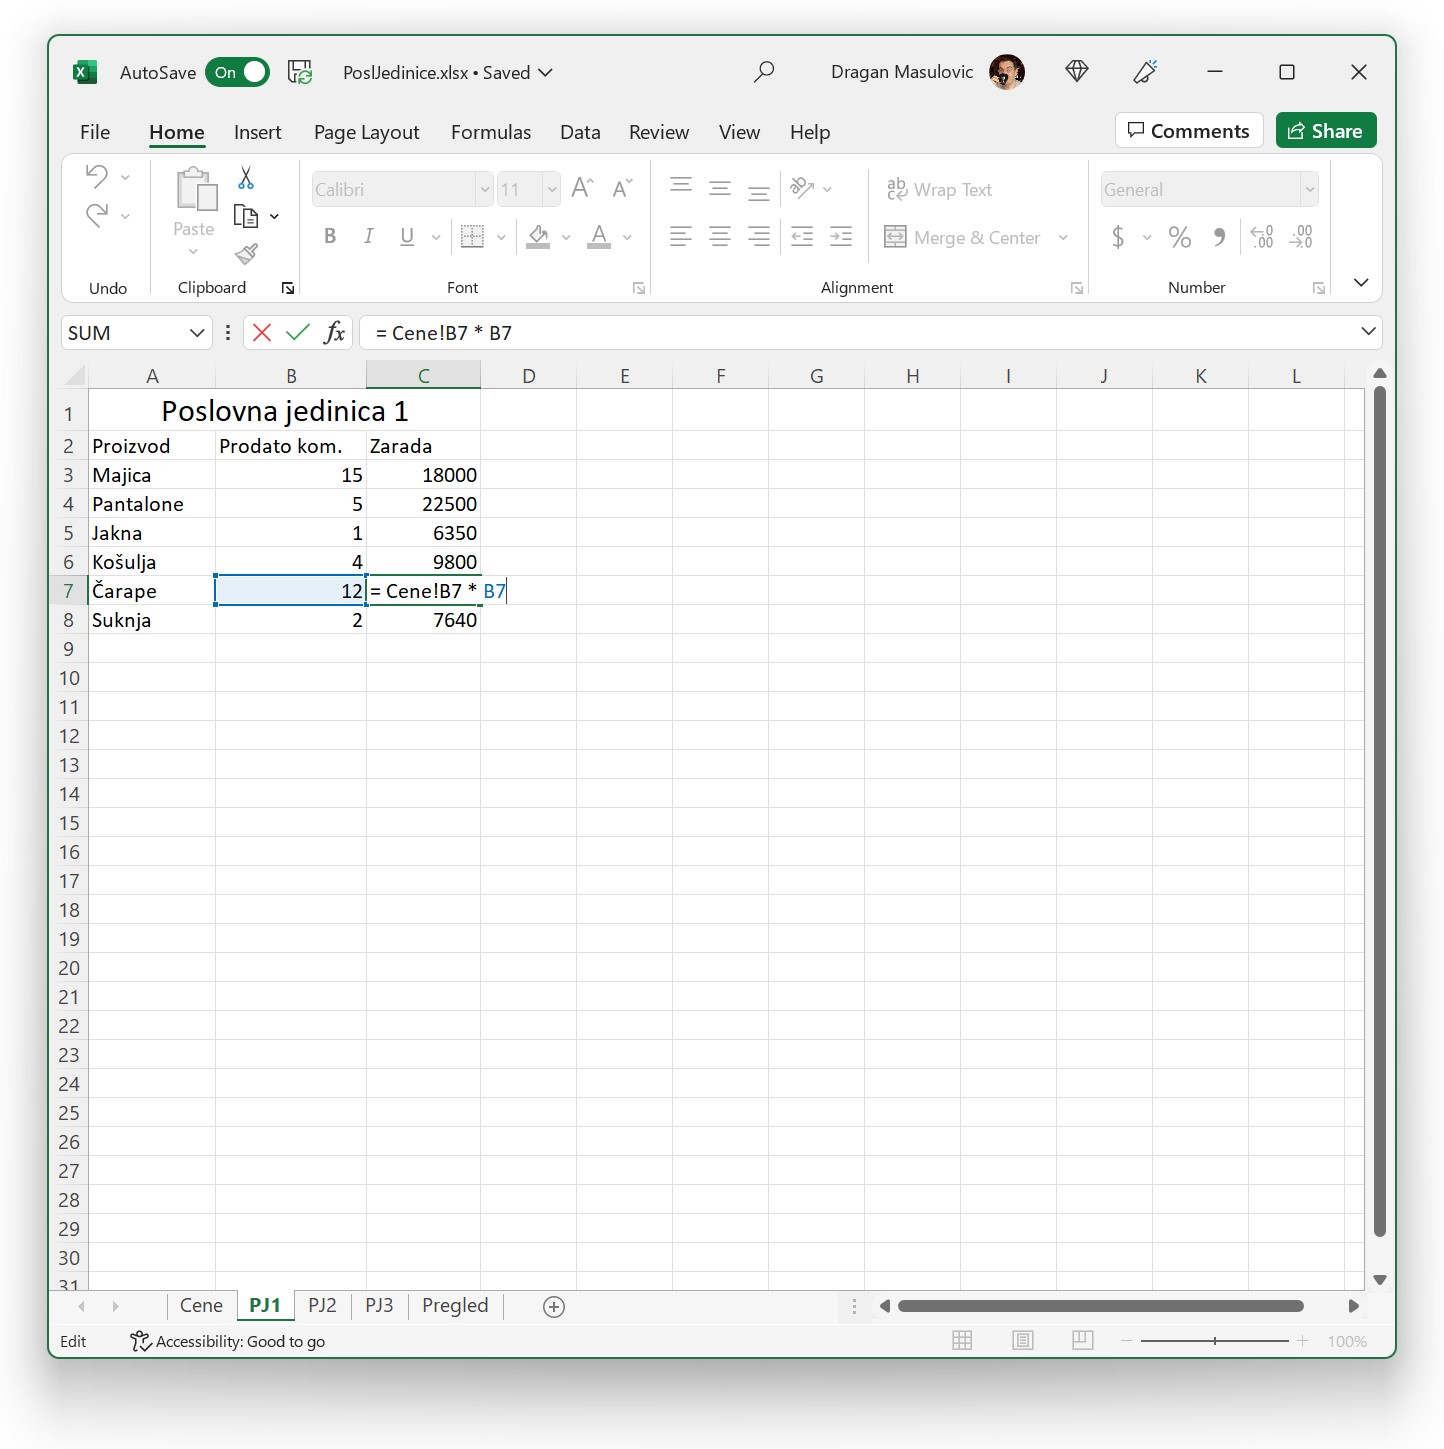 AutoSave On PoslJedinice.xlsx • Saved Dragan Masulovic
File Home Insert Page Layout Formulas Data Review View Help Comments Share
Calibri 11 ab Wrap Text General
Paste B I U A Merge & Center $ % 9 .00 .00
Undo Clipboard Font Alignment Number
SUM fx = Cene!B7 * B7
A B C D E F G H I J K L
1 Poslovna jedinica 1
2 Proizvod Prodato kom. Zarada
3 Majica 15 18000
4 Pantalone 5 22500
5 Jakna 1 6350
6 Košulja 4 9800
7 Čarape 12 = Cene!B7 * B7
8 Suknja 2 7640
9
10
11
12
13
14
15
16
17
18
19
20
21
22
23
24
25
26
27
28
29
30
31
Cene PJ1 PJ2 PJ3 Pregled
Edit Accessibility: Good to go 100%